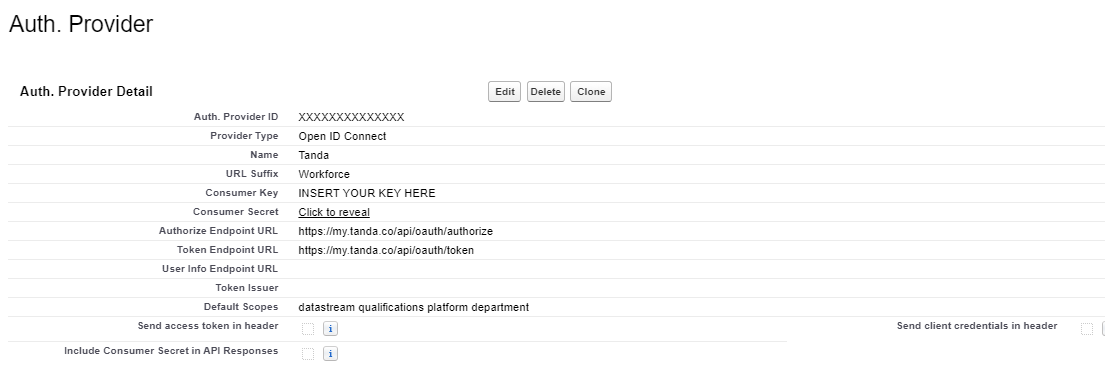 Auth. Provider
Auth. Provider Detail Edit Delete Clone
Auth. Provider ID XXXXXXXXXXXXXX
Provider Type Open ID Connect
Name Tanda
URL Suffix Workforce
Consumer Key INSERT YOUR KEY HERE
Consumer Secret Click to reveal
Authorize Endpoint URL https://my.tanda.co/api/oauth/authorize
Token Endpoint URL https://my.tanda.co/api/oauth/token
User Info Endpoint URL
Token Issuer
Default Scopes datastream qualifications platform department
Send access token in header i Send client credentials in header
Include Consumer Secret in API Responses i